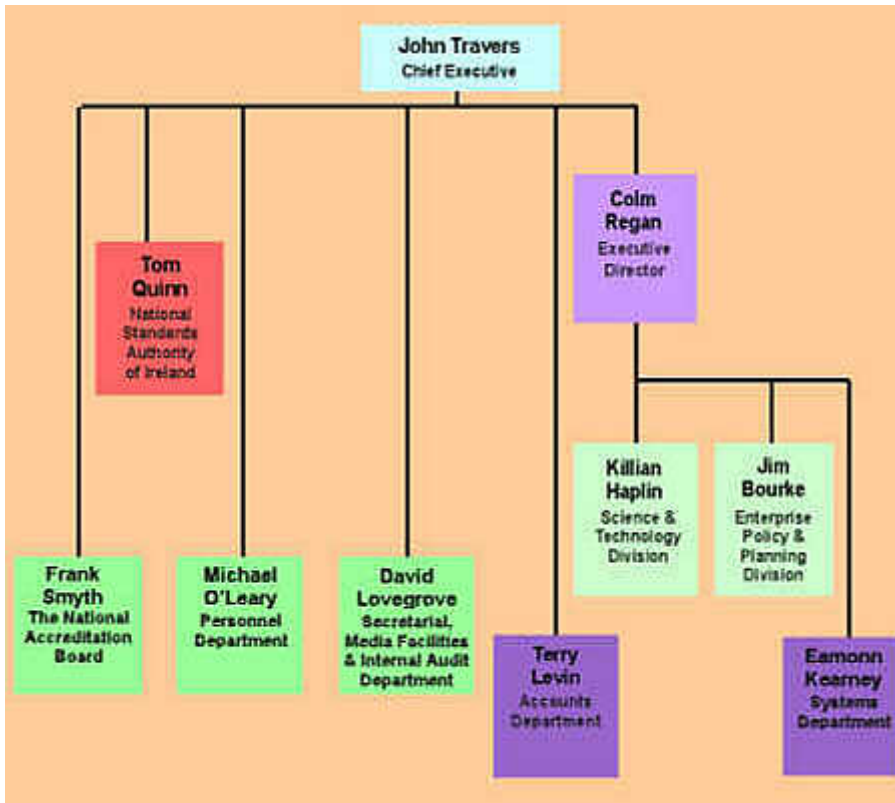 John Travers
Chief Executive
Colm
Regan
Executive
Director
Tom
Quinn
National
Standards
Authority
of Ireland
Killian
Haplin
Science &
Technology
Division
Jim
Bourke
Enterprise
Policy &
Planning
Division
Frank
Smyth
The National
Accreditation
Board
Michael
O'Leary
Personnel
Department
David
Lovegrove
Secretarial,
Media Facilities
& Internal Audit
Department
Terry
Levin
Accounts
Department
Eamonn
Kearney
Systems
Department